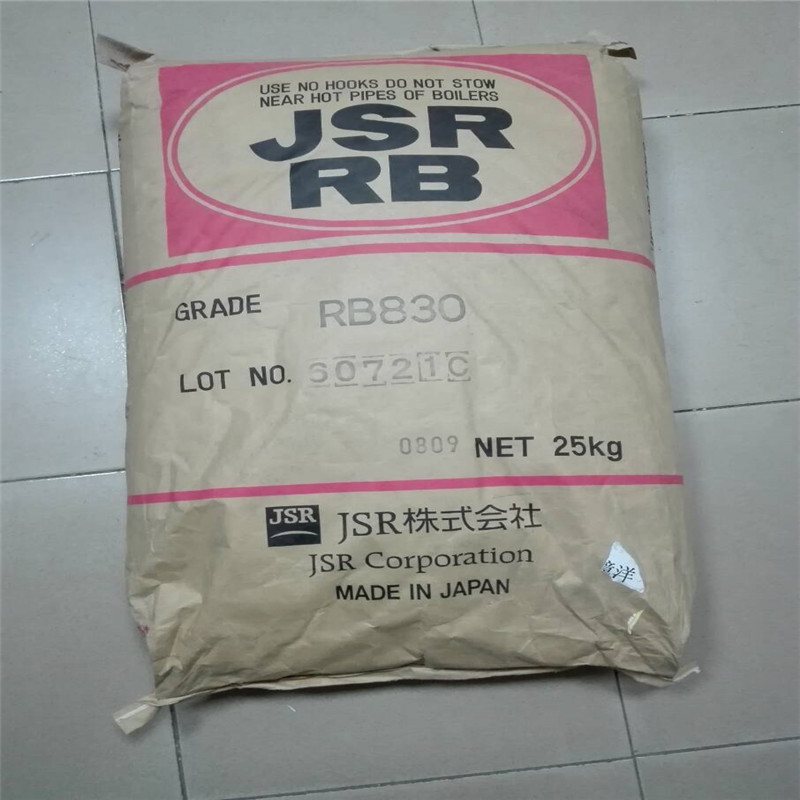 USE NO HOOKS DO NOT STOW
NEAR HOT PIPES OF BOILERS
JSR
RB
GRADE RB830
LOT NO. 60721C
0809 NET 25kg
JSR JSR株式会社
JSR Corporation
MADE IN JAPAN